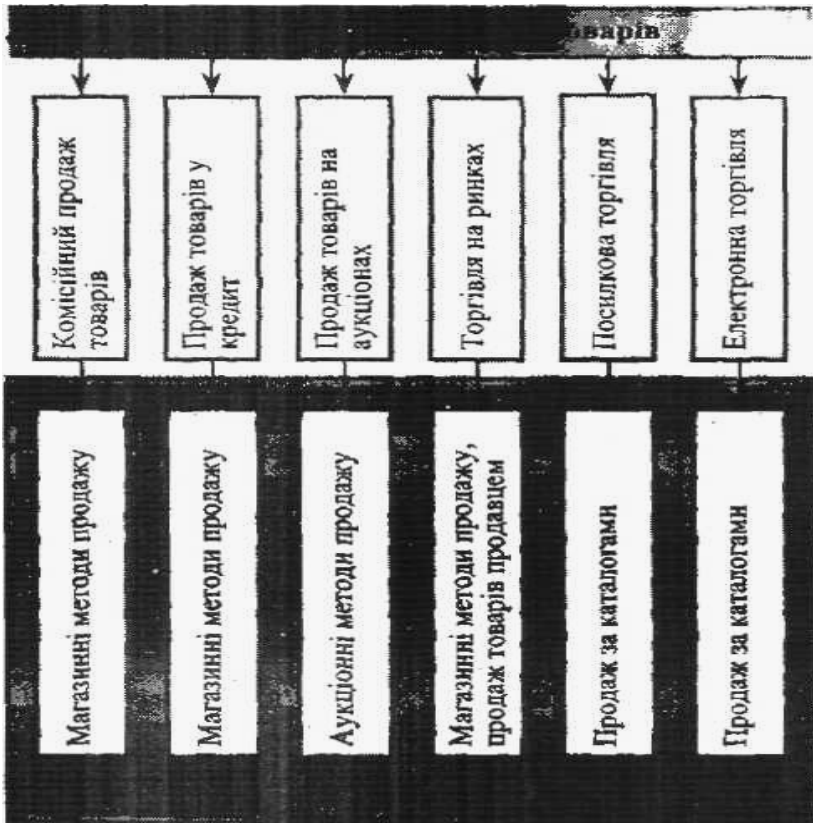 оварів
Комісійний продаж
товарів
Продаж товарів у
кредит
Продаж товарів на
аукціонах
Торгівля на ринках
Посилкова торгівля
Електронна торгівля
Магазинні методи продажу
Магазинні методи продажу
Аукціонні методи продажу
Магазинні методи продажу,
продаж товарів продавцем
Продаж за каталогами
Продаж за каталогами